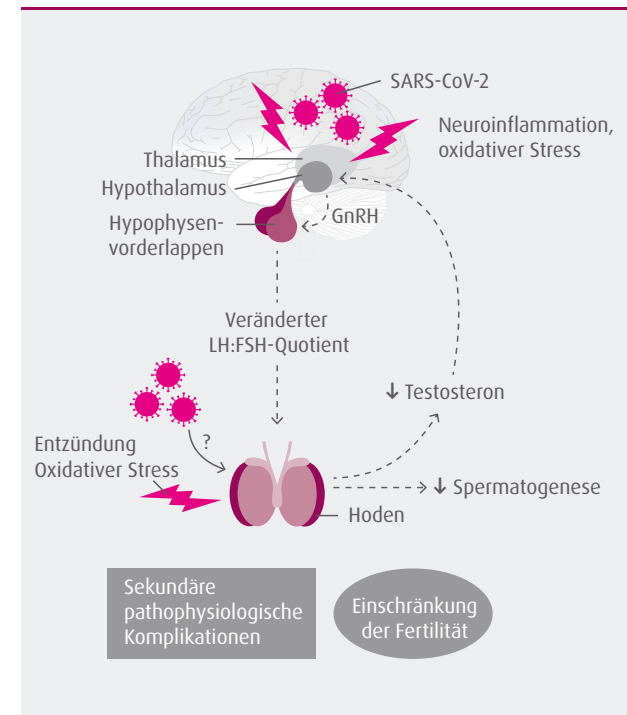 SARS-CoV-2
Neuroinflammation,
oxidativer Stress
Thalamus
Hypothalamus
GnRH
Hypophysen-
vorderlappen
Veränderter
LH:FSH-Quotient
↓ Testosteron
?
Entzündung
Oxidativer Stress
↓ Spermatogenese
Hoden
Sekundäre
pathophysiologische
Komplikationen
Einschränkung
der Fertilität